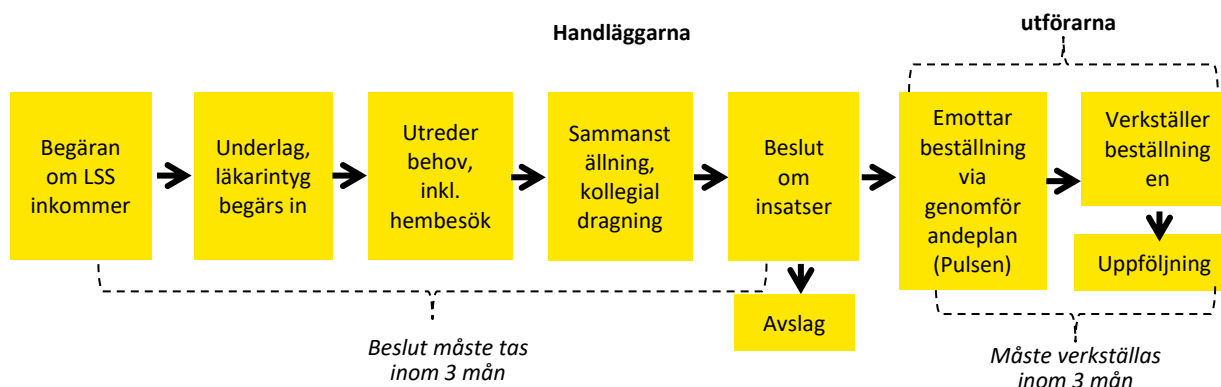 Handläggarna
utförarna
Begäran
om LSS
inkommer
Underlag,
läkarintyg
begärs in
Utreder
behov,
inkl.
hembesök
Sammanst
ällning,
kollegial
dragning
Beslut
om
insatser
Emottar
beställning
via
genomför
andeplan
(Pulsen)
Verkställer
beställning
en
Uppföljning
Avslag
Beslut måste tas
inom 3 mån
Måste verkställas
inom 3 mån